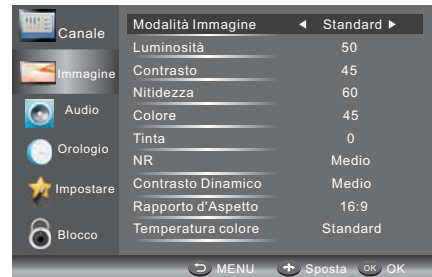 Canale
Immagine
Audio
Orologio
Impostare
Blocco
Modalità Immagine Standard
Luminosità 50
Contrasto 45
Nitidezza 60
Colore 45
Tinta 0
NR Medio
Contrasto Dinamico Medio
Rapporto d'Aspetto 16:9
Temperatura colore Standard
MENU Sposta OK OK